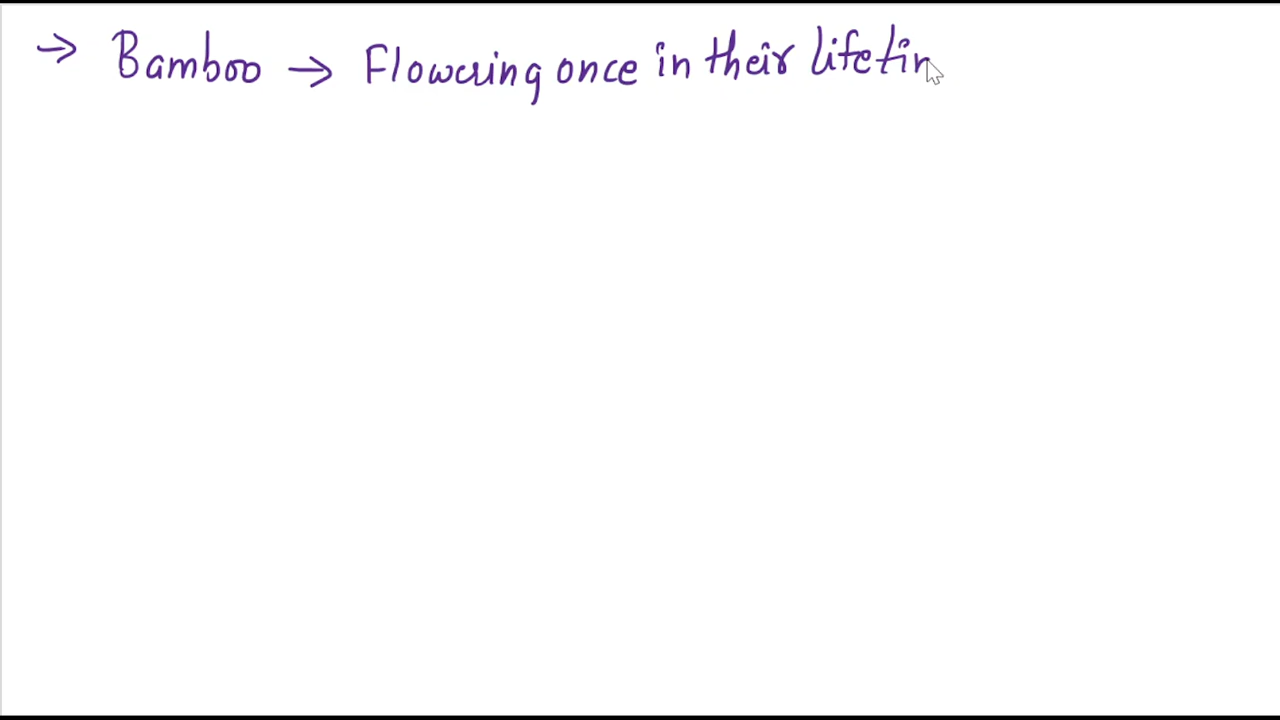 → Bamboo → Flowering once in their lifetin